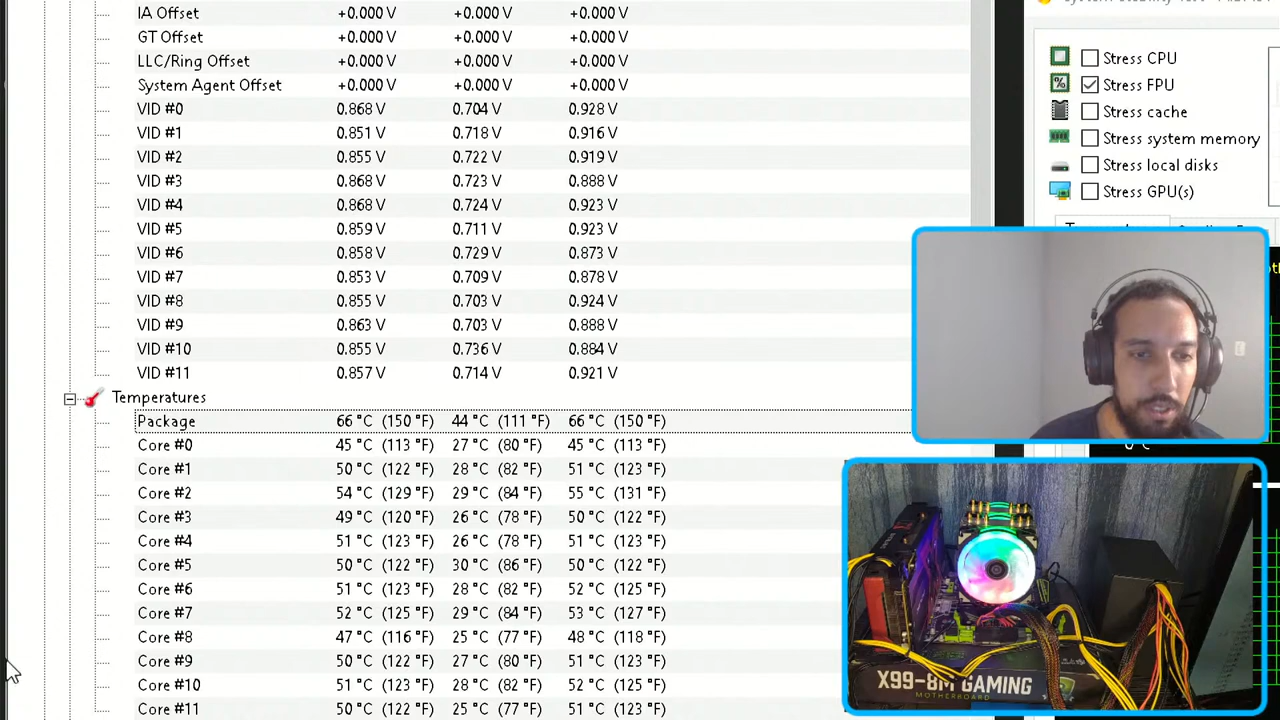 IA Offset +0.000 V +0.000 V +0.000 V
GT Offset +0.000 V +0.000 V +0.000 V
LLC/Ring Offset +0.000 V +0.000 V +0.000 V
System Agent Offset +0.000 V +0.000 V +0.000 V
VID #0 0.868 V 0.704 V 0.928 V
VID #1 0.851 V 0.718 V 0.916 V
VID #2 0.855 V 0.722 V 0.919 V
VID #3 0.868 V 0.723 V 0.888 V
VID #4 0.868 V 0.724 V 0.923 V
VID #5 0.859 V 0.711 V 0.923 V
VID #6 0.858 V 0.729 V 0.873 V
VID #7 0.853 V 0.709 V 0.878 V
VID #8 0.855 V 0.703 V 0.924 V
VID #9 0.863 V 0.703 V 0.888 V
VID #10 0.855 V 0.736 V 0.884 V
VID #11 0.857 V 0.714 V 0.921 V
Temperatures
Package 66 °C (150 °F) 44 °C (111 °F) 66 °C (150 °F)
Core #0 45 °C (113 °F) 27 °C (80 °F) 45 °C (113 °F)
Core #1 50 °C (122 °F) 28 °C (82 °F) 51 °C (123 °F)
Core #2 54 °C (129 °F) 29 °C (84 °F) 55 °C (131 °F)
Core #3 49 °C (120 °F) 26 °C (78 °F) 50 °C (122 °F)
Core #4 51 °C (123 °F) 26 °C (78 °F) 51 °C (123 °F)
Core #5 50 °C (122 °F) 30 °C (86 °F) 50 °C (122 °F)
Core #6 51 °C (123 °F) 28 °C (82 °F) 52 °C (125 °F)
Core #7 52 °C (125 °F) 29 °C (84 °F) 53 °C (127 °F)
Core #8 47 °C (116 °F) 25 °C (77 °F) 48 °C (118 °F)
Core #9 50 °C (122 °F) 27 °C (80 °F) 51 °C (123 °F)
Core #10 51 °C (123 °F) 28 °C (82 °F) 52 °C (125 °F)
Core #11 50 °C (122 °F) 25 °C (77 °F) 51 °C (123 °F)
Stress CPU
Stress FPU
Stress cache
Stress system memory
Stress local disks
Stress GPU(s)
X99-8M GAMING
MOTHERBOARD